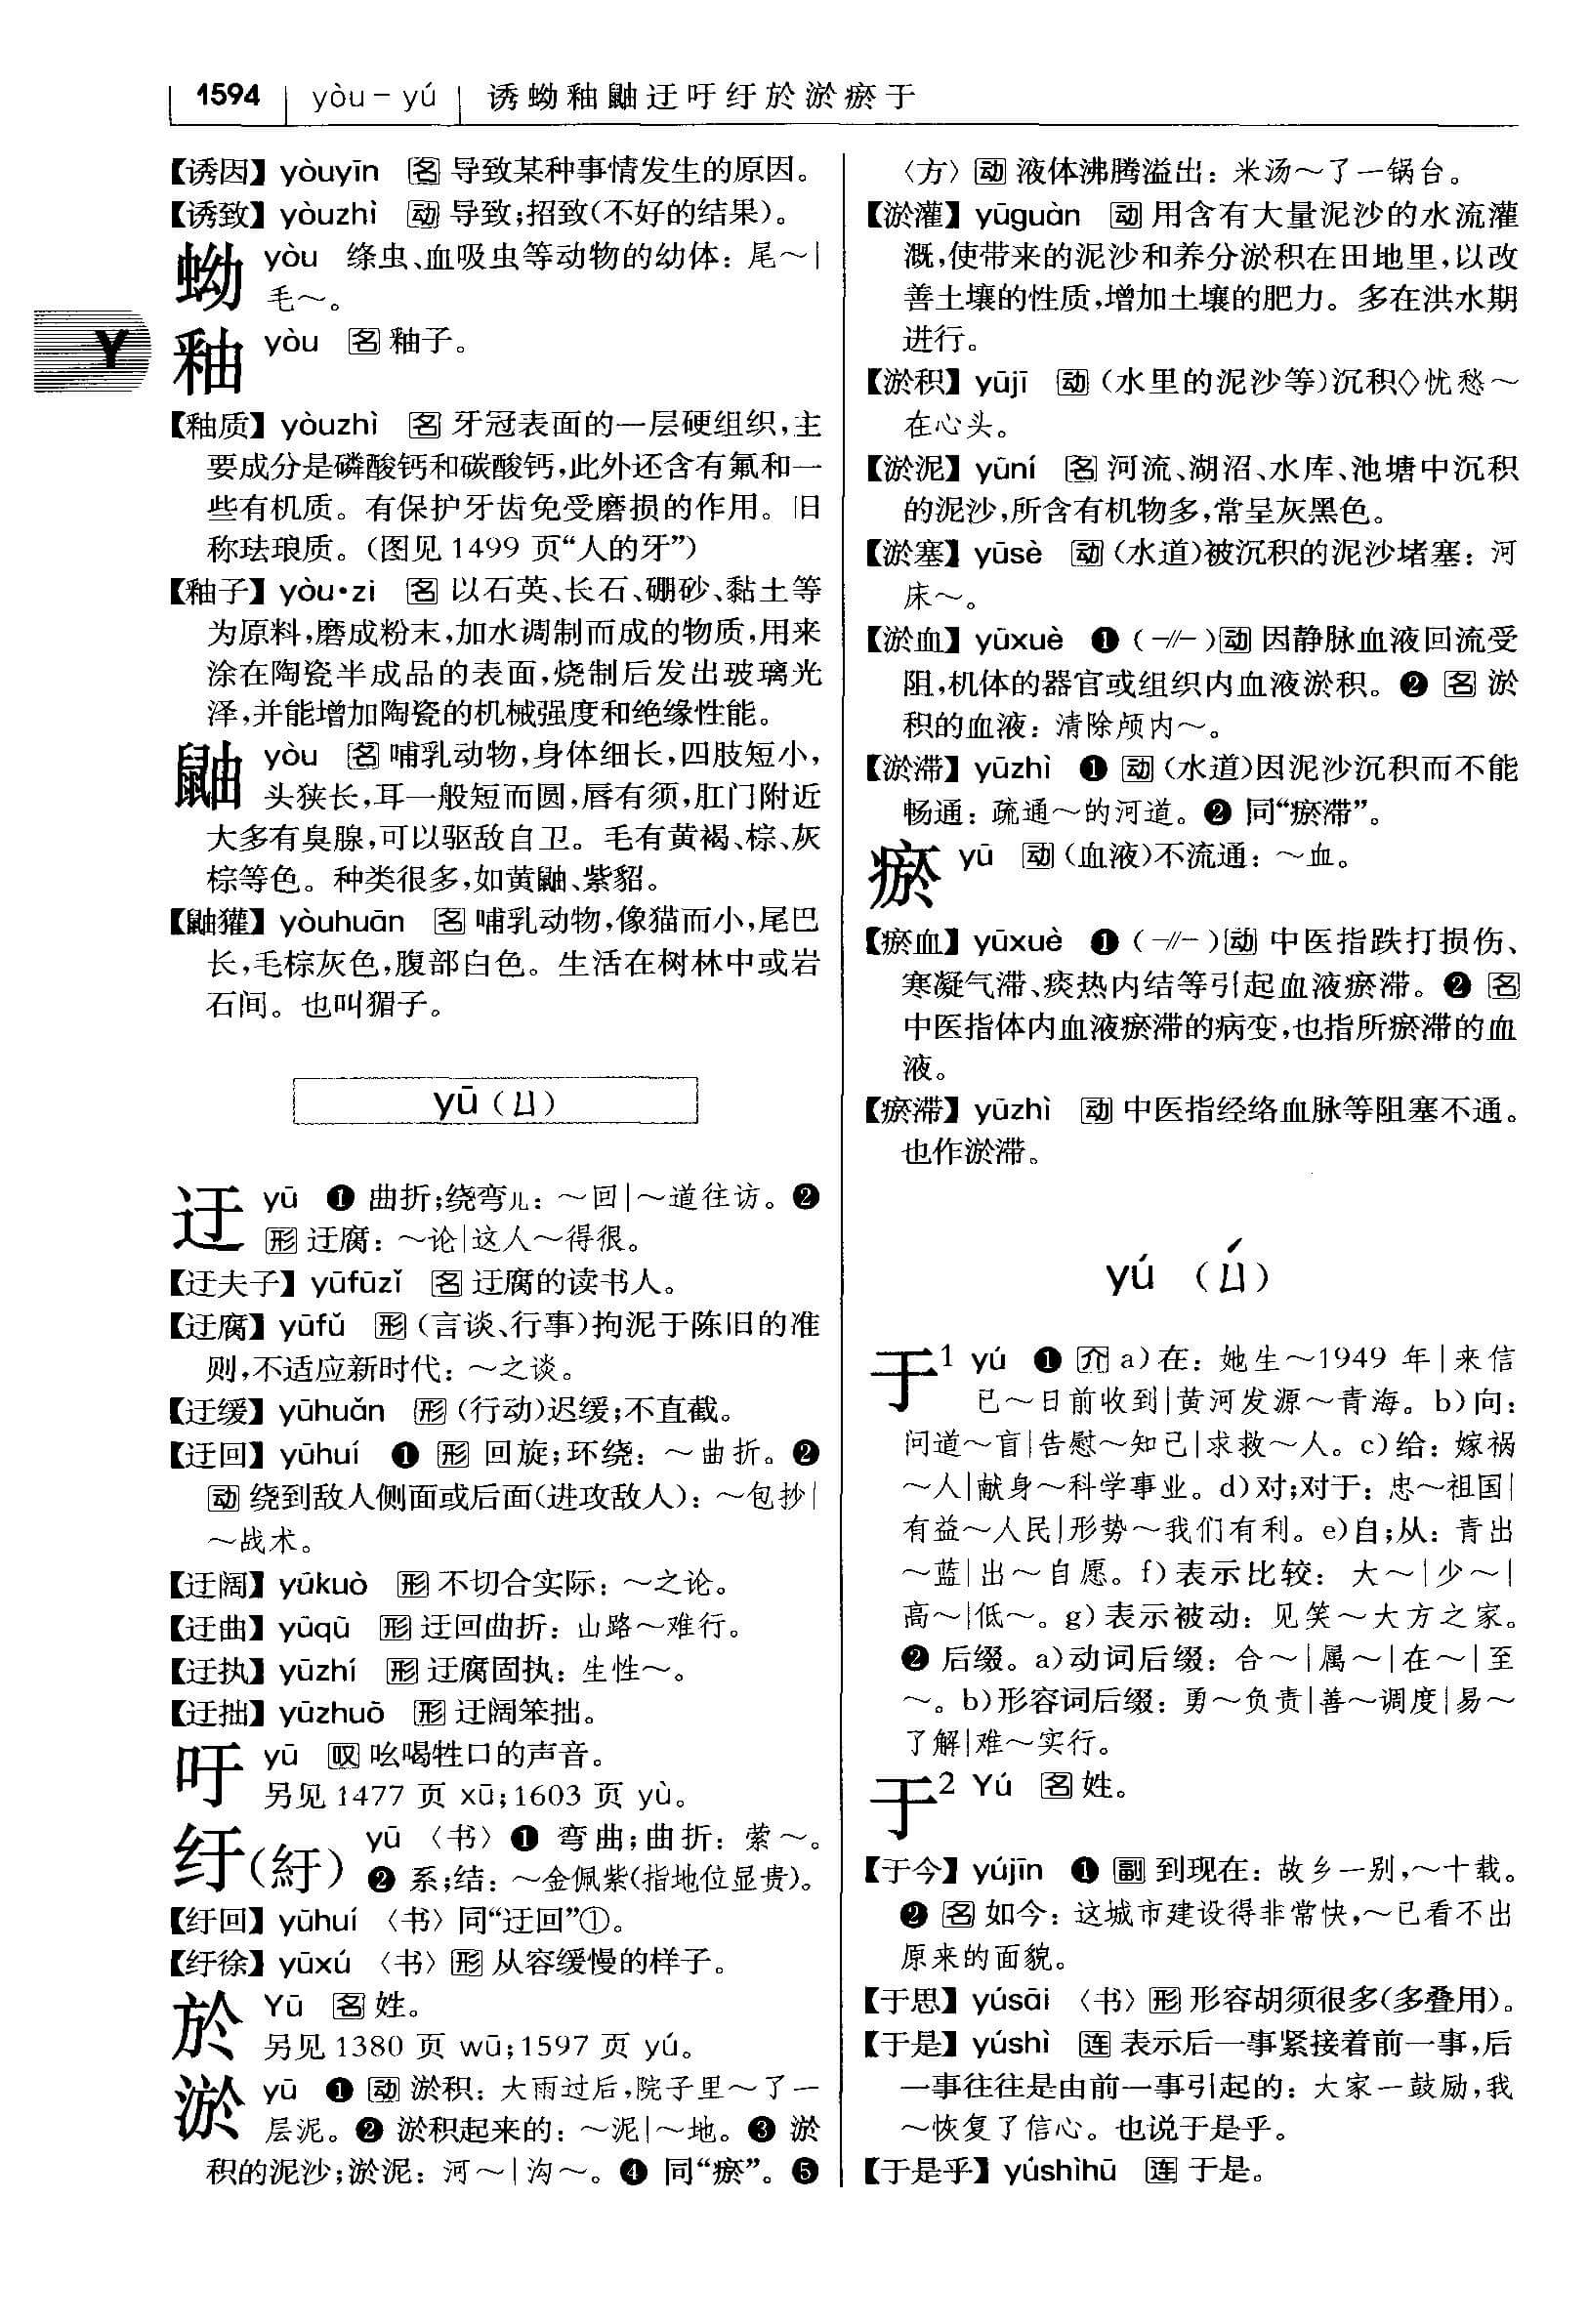 1594 yòu－yú 诱蚴釉鼬迂吁纡於淤瘀于
【诱因】yòuyīn 名 导致某种事情发生的原因。
【诱致】yòuzhì 动 导致;招致(不好的结果)。
蚴 yòu 绦虫、血吸虫等动物的幼体：尾～|
毛～。
Y
釉 yòu 名 釉子。
【釉质】yòuzhì 名 牙冠表面的一层硬组织,主
要成分是磷酸钙和碳酸钙,此外还含有氟和一
些有机质。有保护牙齿免受磨损的作用。旧
称珐琅质。(图见 1499 页“人的牙”)
【釉子】yòu·zi 名 以石英、长石、硼砂、黏土等
为原料,磨成粉末,加水调制而成的物质,用来
涂在陶瓷半成品的表面,烧制后发出玻璃光
泽,并能增加陶瓷的机械强度和绝缘性能。
鼬 yòu 名 哺乳动物,身体细长,四肢短小,
头狭长,耳一般短而圆,唇有须,肛门附近
大多有臭腺,可以驱敌自卫。毛有黄褐、棕、灰
棕等色。种类很多,如黄鼬、紫貂。
【鼬獾】yòuhuān 名 哺乳动物,像猫而小,尾巴
长,毛棕灰色,腹部白色。生活在树林中或岩
石间。也叫猸子。
yū (ㄩ)
迂 yū ❶ 曲折;绕弯儿：～回|～道往访。❷
形 迂腐：～论|这人～得很。
【迂夫子】yūfūzǐ 名 迂腐的读书人。
【迂腐】yūfǔ 形 (言谈、行事)拘泥于陈旧的准
则,不适应新时代：～之谈。
【迂缓】yūhuǎn 形 (行动)迟缓;不直截。
【迂回】yūhuí ❶ 形 回旋;环绕：～曲折。❷
动 绕到敌人侧面或后面(进攻敌人)：～包抄|
～战术。
【迂阔】yūkuò 形 不切合实际：～之论。
【迂曲】yūqū 形 迂回曲折：山路～难行。
【迂执】yūzhí 形 迂腐固执：生性～。
【迂拙】yūzhuō 形 迂阔笨拙。
吁 yū 叹 吆喝牲口的声音。
另见 1477 页 xū;1603 页 yù。
纡(紆) yū 〈书〉❶ 弯曲;曲折：萦～。
❷ 系;结：～金佩紫(指地位显贵)。
【纡回】yūhuí 〈书〉同“迂回”①。
【纡徐】yūxú 〈书〉形 从容缓慢的样子。
於 Yū 名 姓。
另见 1380 页 wū;1597 页 yú。
淤 yū ❶ 动 淤积：大雨过后,院子里～了一
层泥。❷ 淤积起来的：～泥|～地。❸ 淤
积的泥沙;淤泥：河～|沟～。❹ 同“瘀”。❺
〈方〉动 液体沸腾溢出：米汤～了一锅台。
【淤灌】yūguàn 动 用含有大量泥沙的水流灌
溉,使带来的泥沙和养分淤积在田地里,以改
善土壤的性质,增加土壤的肥力。多在洪水期
进行。
【淤积】yūjī 动 (水里的泥沙等)沉积◇忧愁～
在心头。
【淤泥】yūní 名 河流、湖沼、水库、池塘中沉积
的泥沙,所含有机物多,常呈灰黑色。
【淤塞】yūsè 动 (水道)被沉积的泥沙堵塞：河
床～。
【淤血】yūxuè ❶ (-//-)动 因静脉血液回流受
阻,机体的器官或组织内血液淤积。❷ 名 淤
积的血液：清除颅内～。
【淤滞】yūzhì ❶ 动 (水道)因泥沙沉积而不能
畅通：疏通～的河道。❷ 同“瘀滞”。
瘀 yū 动 (血液)不流通：～血。
【瘀血】yūxuè ❶ (-//-)动 中医指跌打损伤、
寒凝气滞、痰热内结等引起血液瘀滞。❷ 名
中医指体内血液瘀滞的病变,也指所瘀滞的血
液。
【瘀滞】yūzhì 动 中医指经络血脉等阻塞不通。
也作淤滞。
yú (ㄩˊ)
于1 yú ❶ 介 a)在：她生～1949 年|来信
已～日前收到|黄河发源～青海。b)向：
问道～盲|告慰～知己|求救～人。c)给：嫁祸
～人|献身～科学事业。d)对;对于：忠～祖国|
有益～人民|形势～我们有利。e)自;从：青出
～蓝|出～自愿。f)表示比较：大～|少～|
高～|低～。g)表示被动：见笑～大方之家。
❷ 后缀。a)动词后缀：合～|属～|在～|至
～。b)形容词后缀：勇～负责|善～调度|易～
了解|难～实行。
于2 Yú 名 姓。
【于今】yújīn ❶ 副 到现在：故乡一别,～十载。
❷ 名 如今：这城市建设得非常快,～已看不出
原来的面貌。
【于思】yúsāi 〈书〉形 形容胡须很多(多叠用)。
【于是】yúshì 连 表示后一事紧接着前一事,后
一事往往是由前一事引起的：大家一鼓励,我
～恢复了信心。也说于是乎。
【于是乎】yúshìhū 连 于是。